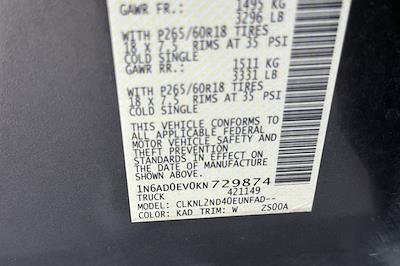 GAWR FR.: 1495 KG
3296 LB
WITH P265/60R18 TIRES
18 X 7.5 RIMS AT 35 PSI
COLD SINGLE
GAWR RR.: 1511 KG
3331 LB
WITH P265/60R18 TIRES
18 X 7.5 RIMS AT 35 PSI
COLD SINGLE
THIS VEHICLE CONFORMS TO
ALL APPLICABLE FEDERAL
MOTOR VEHICLE SAFETY
STANDARDS IN EFFECT ON
THE DATE OF MANUFACTURE
SHOWN ABOVE.
1N6AD0EV0KN729874
TRUCK 421149
MODEL: CLKNL2ND40EUNFAD--
COLOR: KAD TRIM: W ZS00A